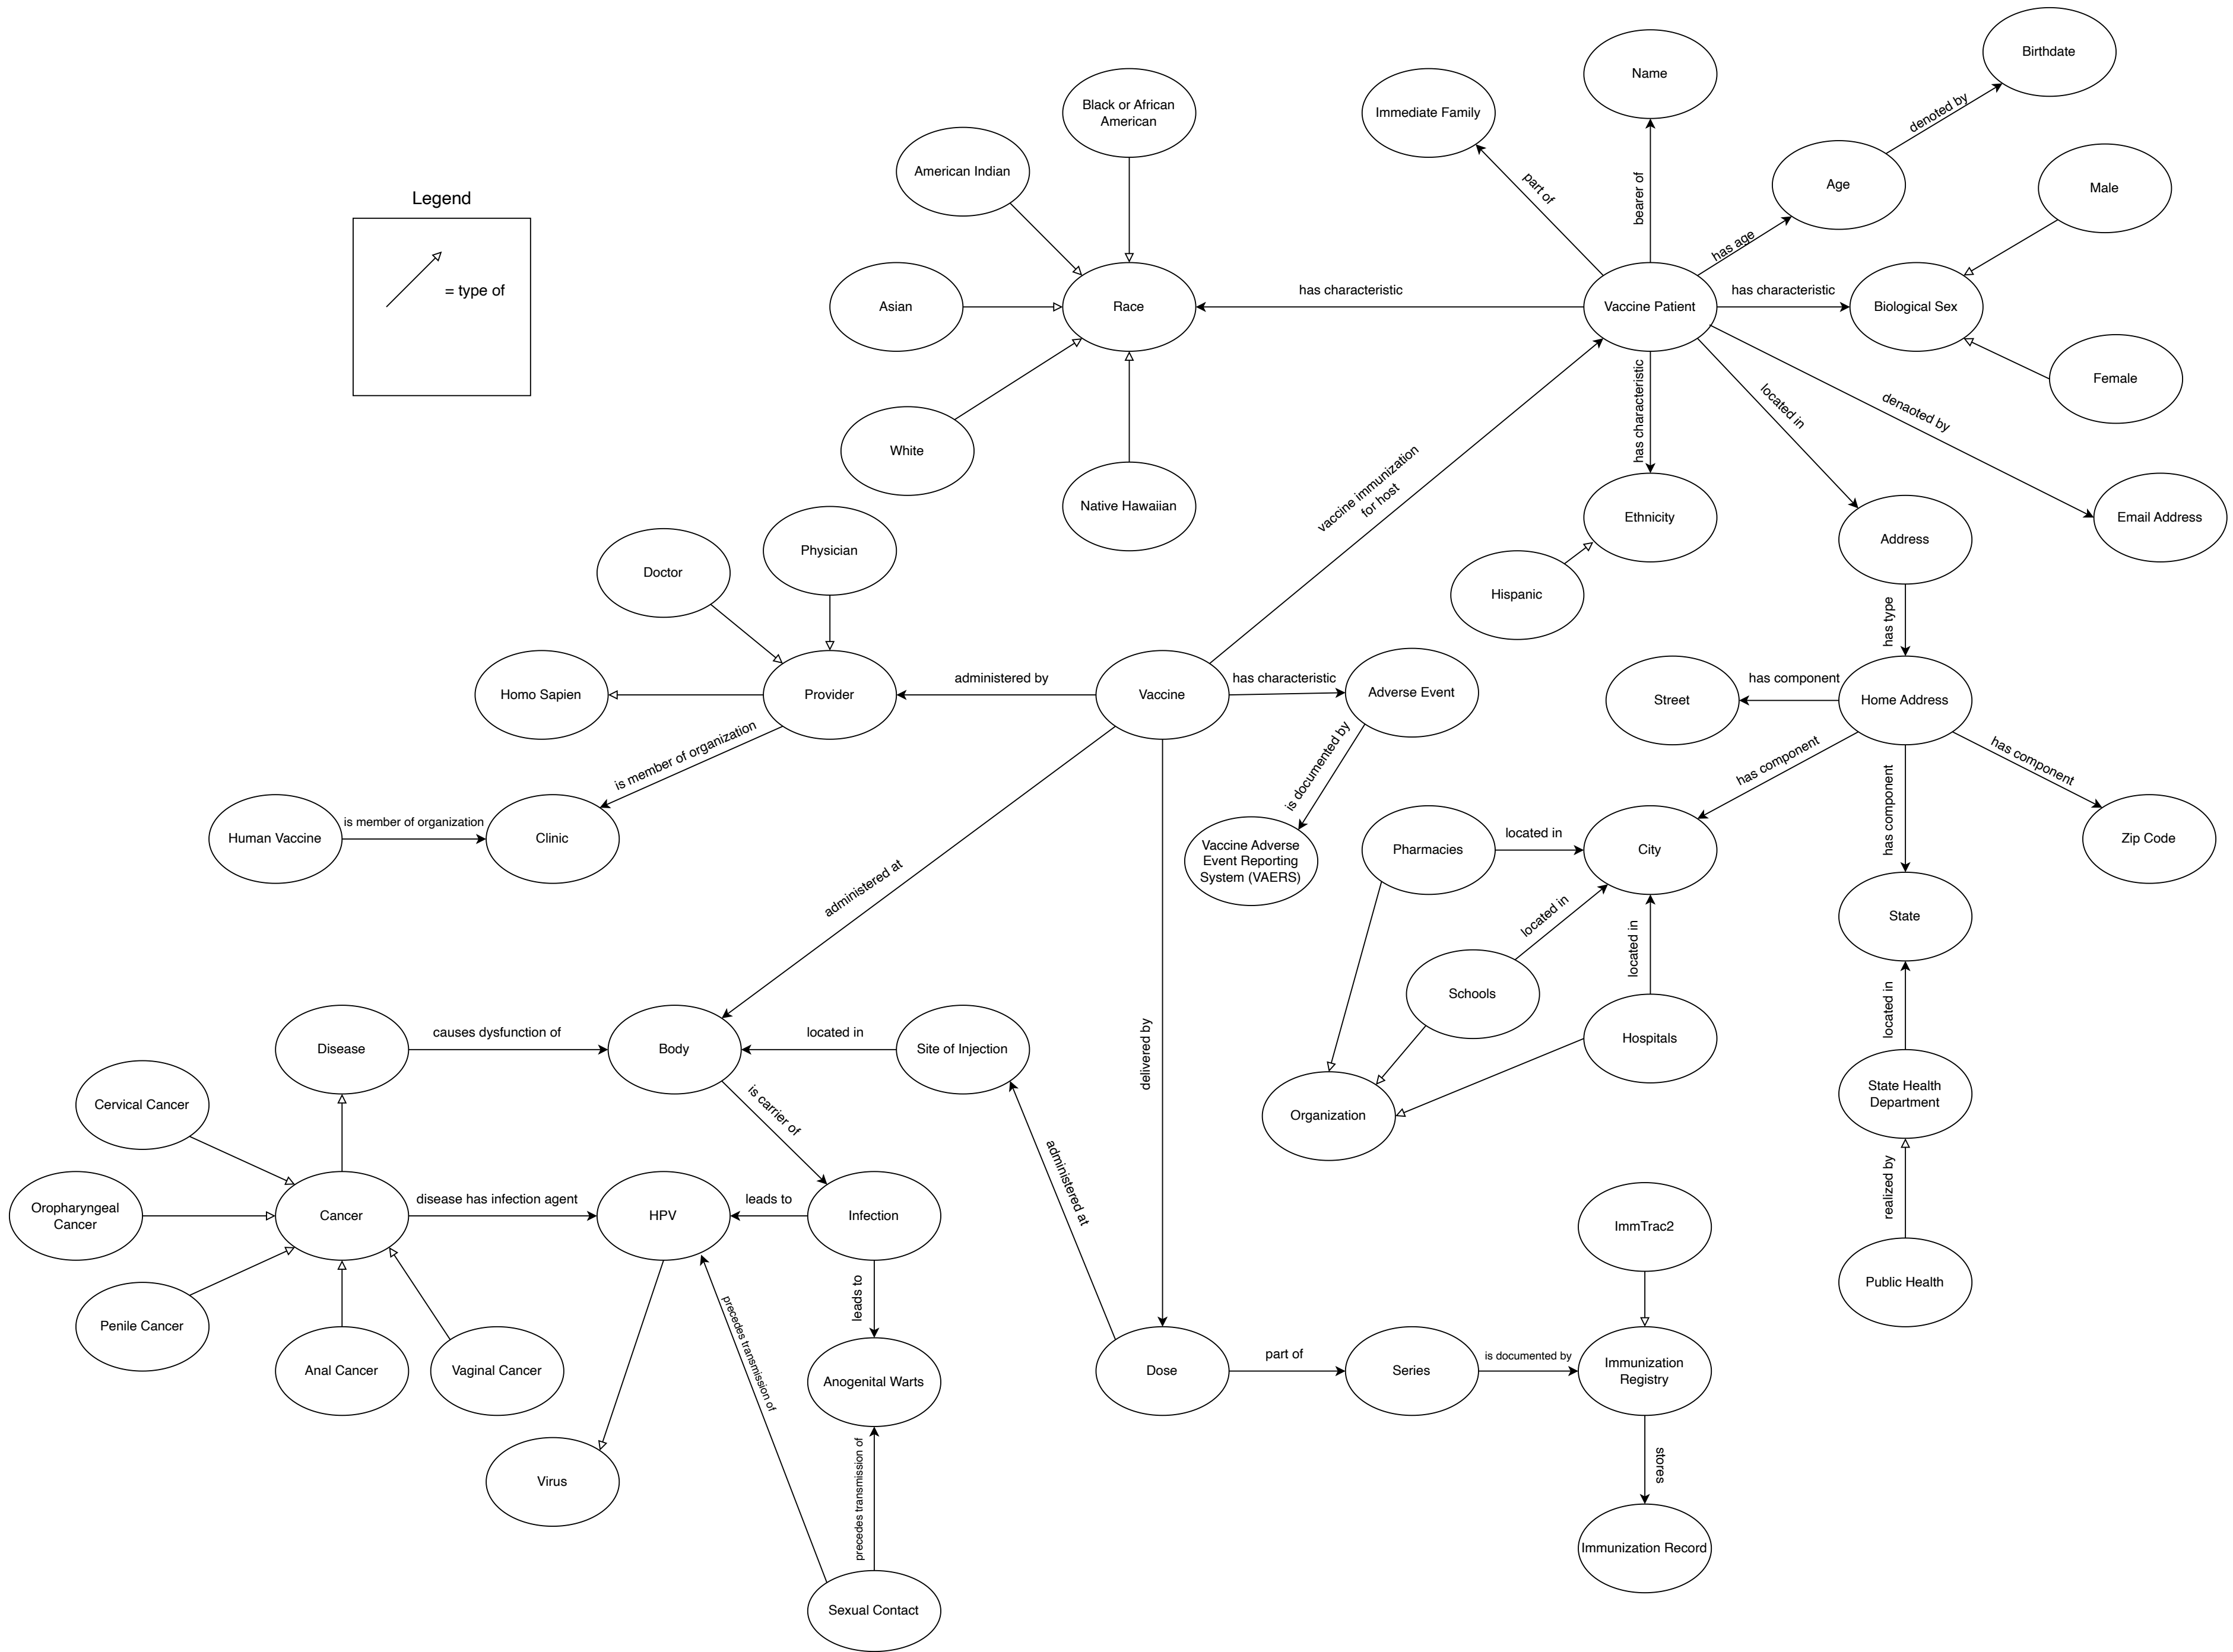 Birthdate
Name
denoted by
Black or African
American
Immediate Family
American Indian
part of
bearer of
Age
Male
Legend
has age
= type of
Asian
Race
has characteristic
Vaccine Patient
has characteristic
Biological Sex
Female
White
Native Hawaiian
vaccine immunization
for host
has characteristic
located in
denaoted by
Ethnicity
Email Address
Address
Hispanic
has type
Physician
Doctor
Homo Sapien
Provider
administered by
Vaccine
has characteristic
Adverse Event
Street
has component
Home Address
is member of organization
is documented by
has component
has component
has component
Human Vaccine
is member of organization
Clinic
Vaccine Adverse
Event Reporting
System (VAERS)
Pharmacies
located in
City
Zip Code
administered at
located in
located in
State
Schools
Hospitals
located in
Disease
causes dysfunction of
Body
located in
Site of Injection
delivered by
Organization
State Health
Department
Cervical Cancer
is carrier of
administered at
realized by
Oropharyngeal
Cancer
Cancer
disease has infection agent
HPV
leads to
Infection
ImmTrac2
Public Health
Penile Cancer
leads to
precedes transmission of
Anal Cancer
Vaginal Cancer
Anogenital Warts
Dose
part of
Series
is documented by
Immunization
Registry
Virus
precedes transmission of
stores
Immunization Record
Sexual Contact